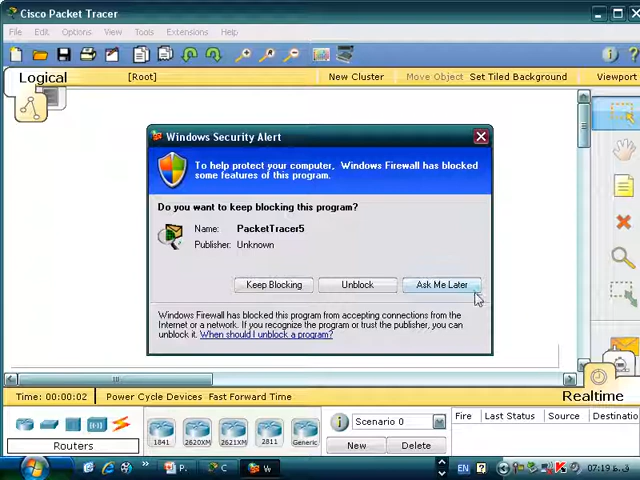 Cisco Packet Tracer
File Edit Options View Tools Extensions Help
Logical [Root] New Cluster Move Object Set Tiled Background Viewport
Windows Security Alert
To help protect your computer, Windows Firewall has blocked
some features of this program.
Do you want to keep blocking this program?
Name: PacketTracer5
Publisher: Unknown
Keep Blocking Unblock Ask Me Later
Windows Firewall has blocked this program from accepting connections from the
Internet or a network. If you recognize the program or trust the publisher, you can
unblock it. When should I unblock a program?
Time: 00:00:02 Power Cycle Devices Fast Forward Time Realtime
Routers
1841 2620XM 2621XM 2811 Generic
Scenario 0
New Delete
Fire Last Status Source Destinatio
P. C W EN 07:19